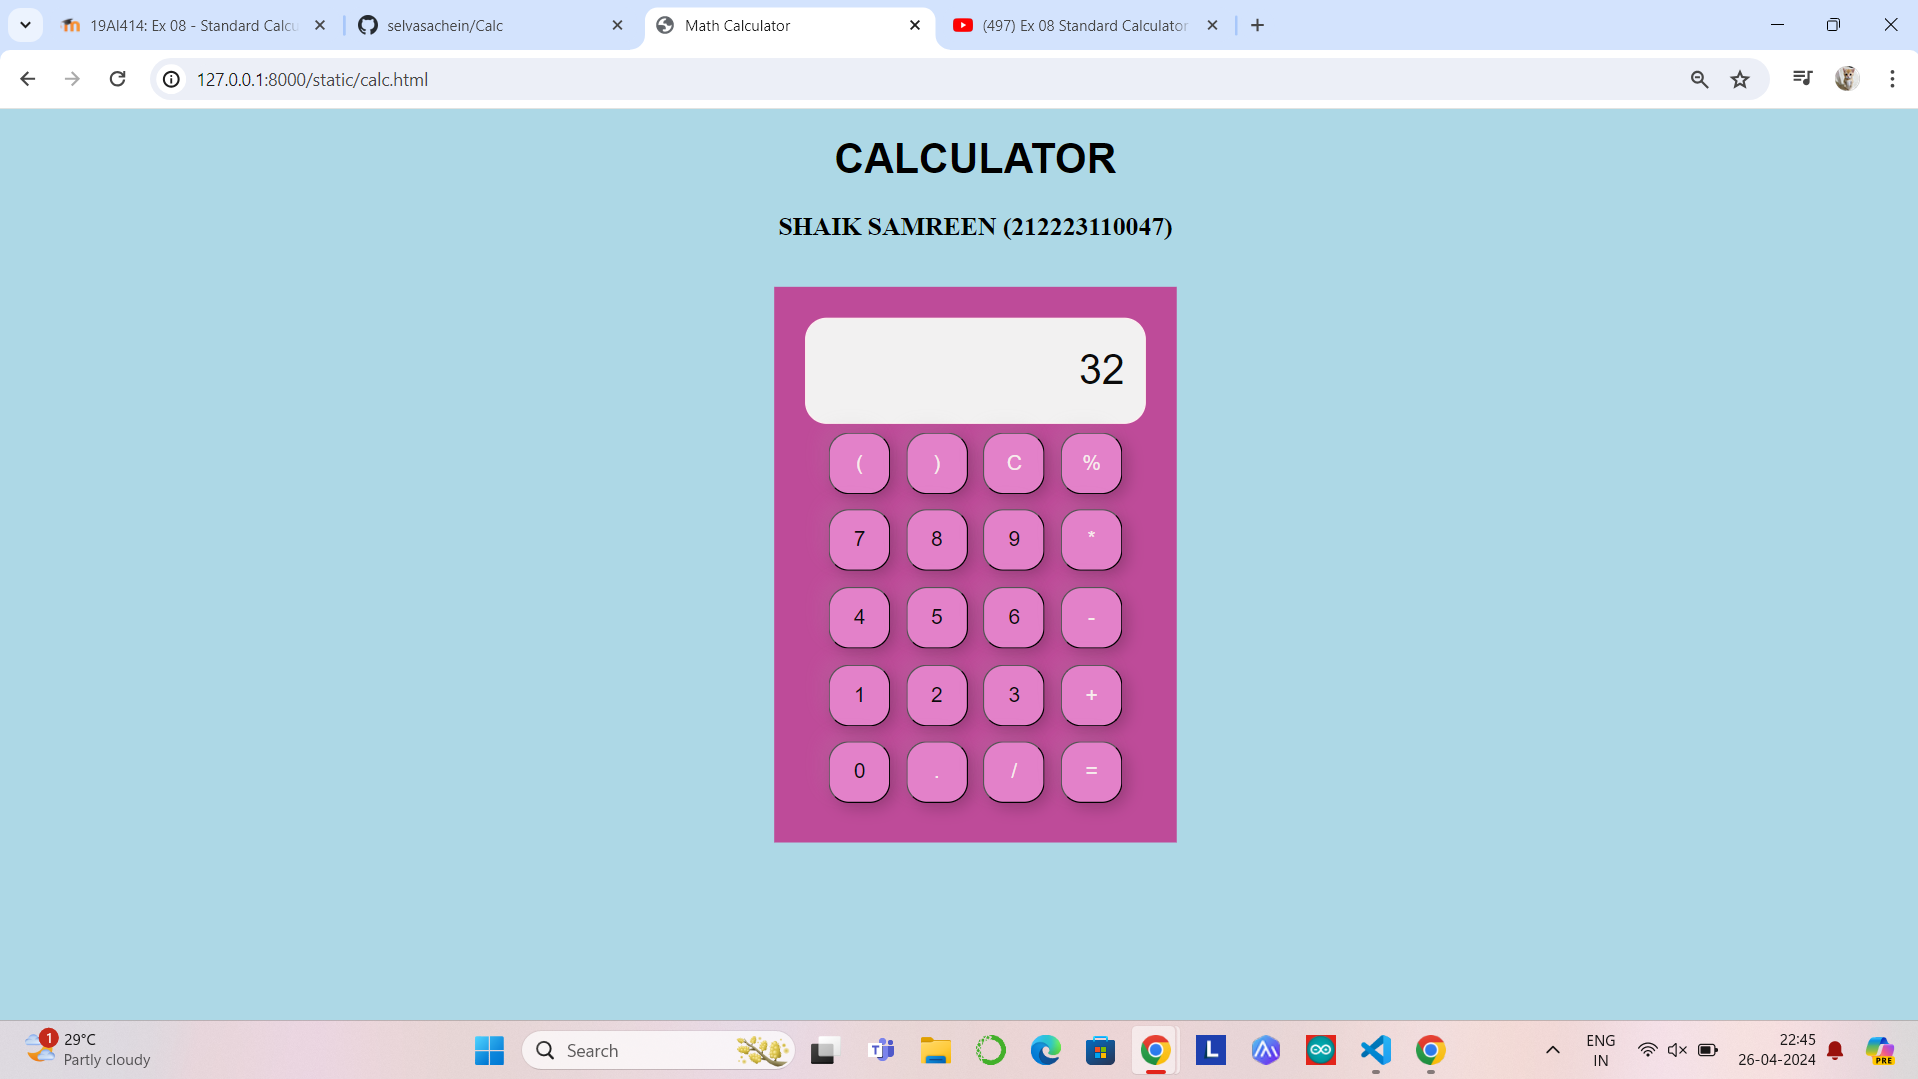 19AI414: Ex 08 - Standard Calcu
selvasachein/Calc
Math Calculator
(497) Ex 08 Standard Calculator
127.0.0.1:8000/static/calc.html
CALCULATOR
SHAIK SAMREEN (212223110047)
32
( ) C %
7 8 9 *
4 5 6 -
1 2 3 +
0 . / =
1
29°C
Partly cloudy
Search
L
ENG
IN
22:45
26-04-2024
PRE